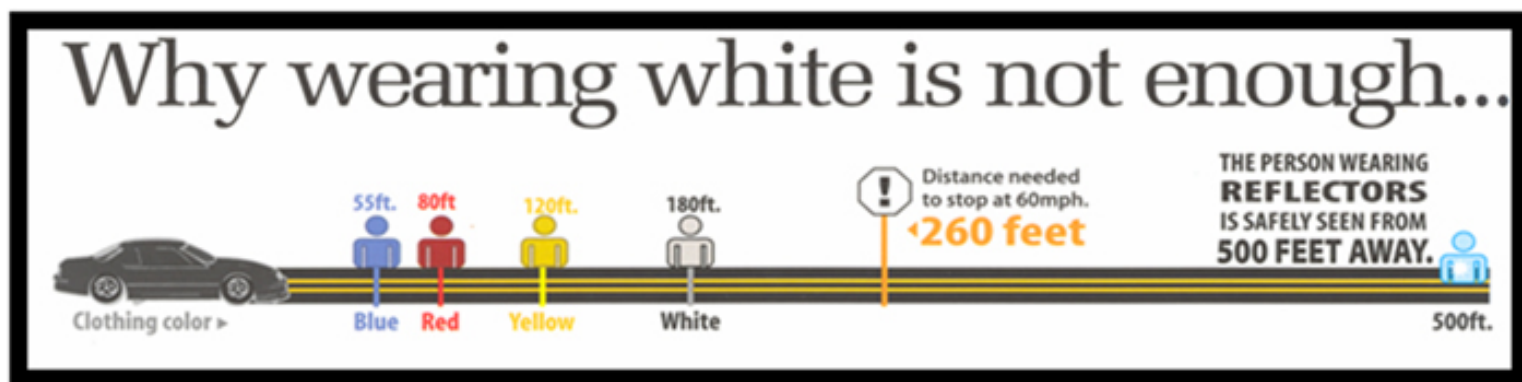 Why wearing white is not enough...
55ft.
80ft
120ft.
180ft.
!
Distance needed
to stop at 60mph.
◂260 feet
THE PERSON WEARING
REFLECTORS
IS SAFELY SEEN FROM
500 FEET AWAY.
Clothing color ▸
Blue
Red
Yellow
White
500ft.